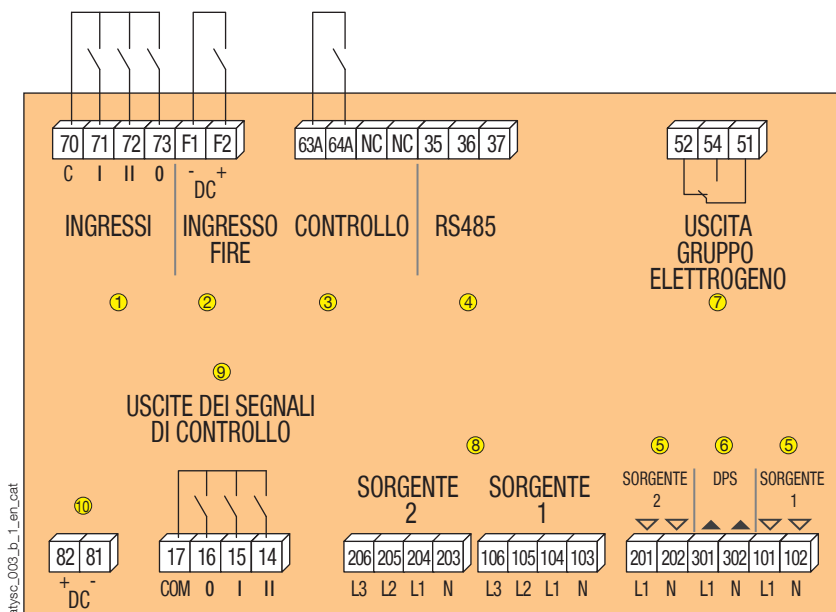 70 71 72 73 F1 F2
63A 64A NC NC 35 36 37
52 54 51
C I II 0 - + DC
INGRESSI
INGRESSO
FIRE
CONTROLLO
RS485
USCITA
GRUPPO
ELETTROGENO
1 2 3 4 7
9
USCITE DEI SEGNALI
DI CONTROLLO
8
5 6 5
SORGENTE
2
SORGENTE
1
SORGENTE
2
DPS
SORGENTE
1
10
82 81
+ - DC
17 16 15 14
COM 0 I II
206 205 204 203
L3 L2 L1 N
106 105 104 103
L3 L2 L1 N
201 202 301 302 101 102
L1 N L1 N L1 N
atysc_003_b_1_en_cat